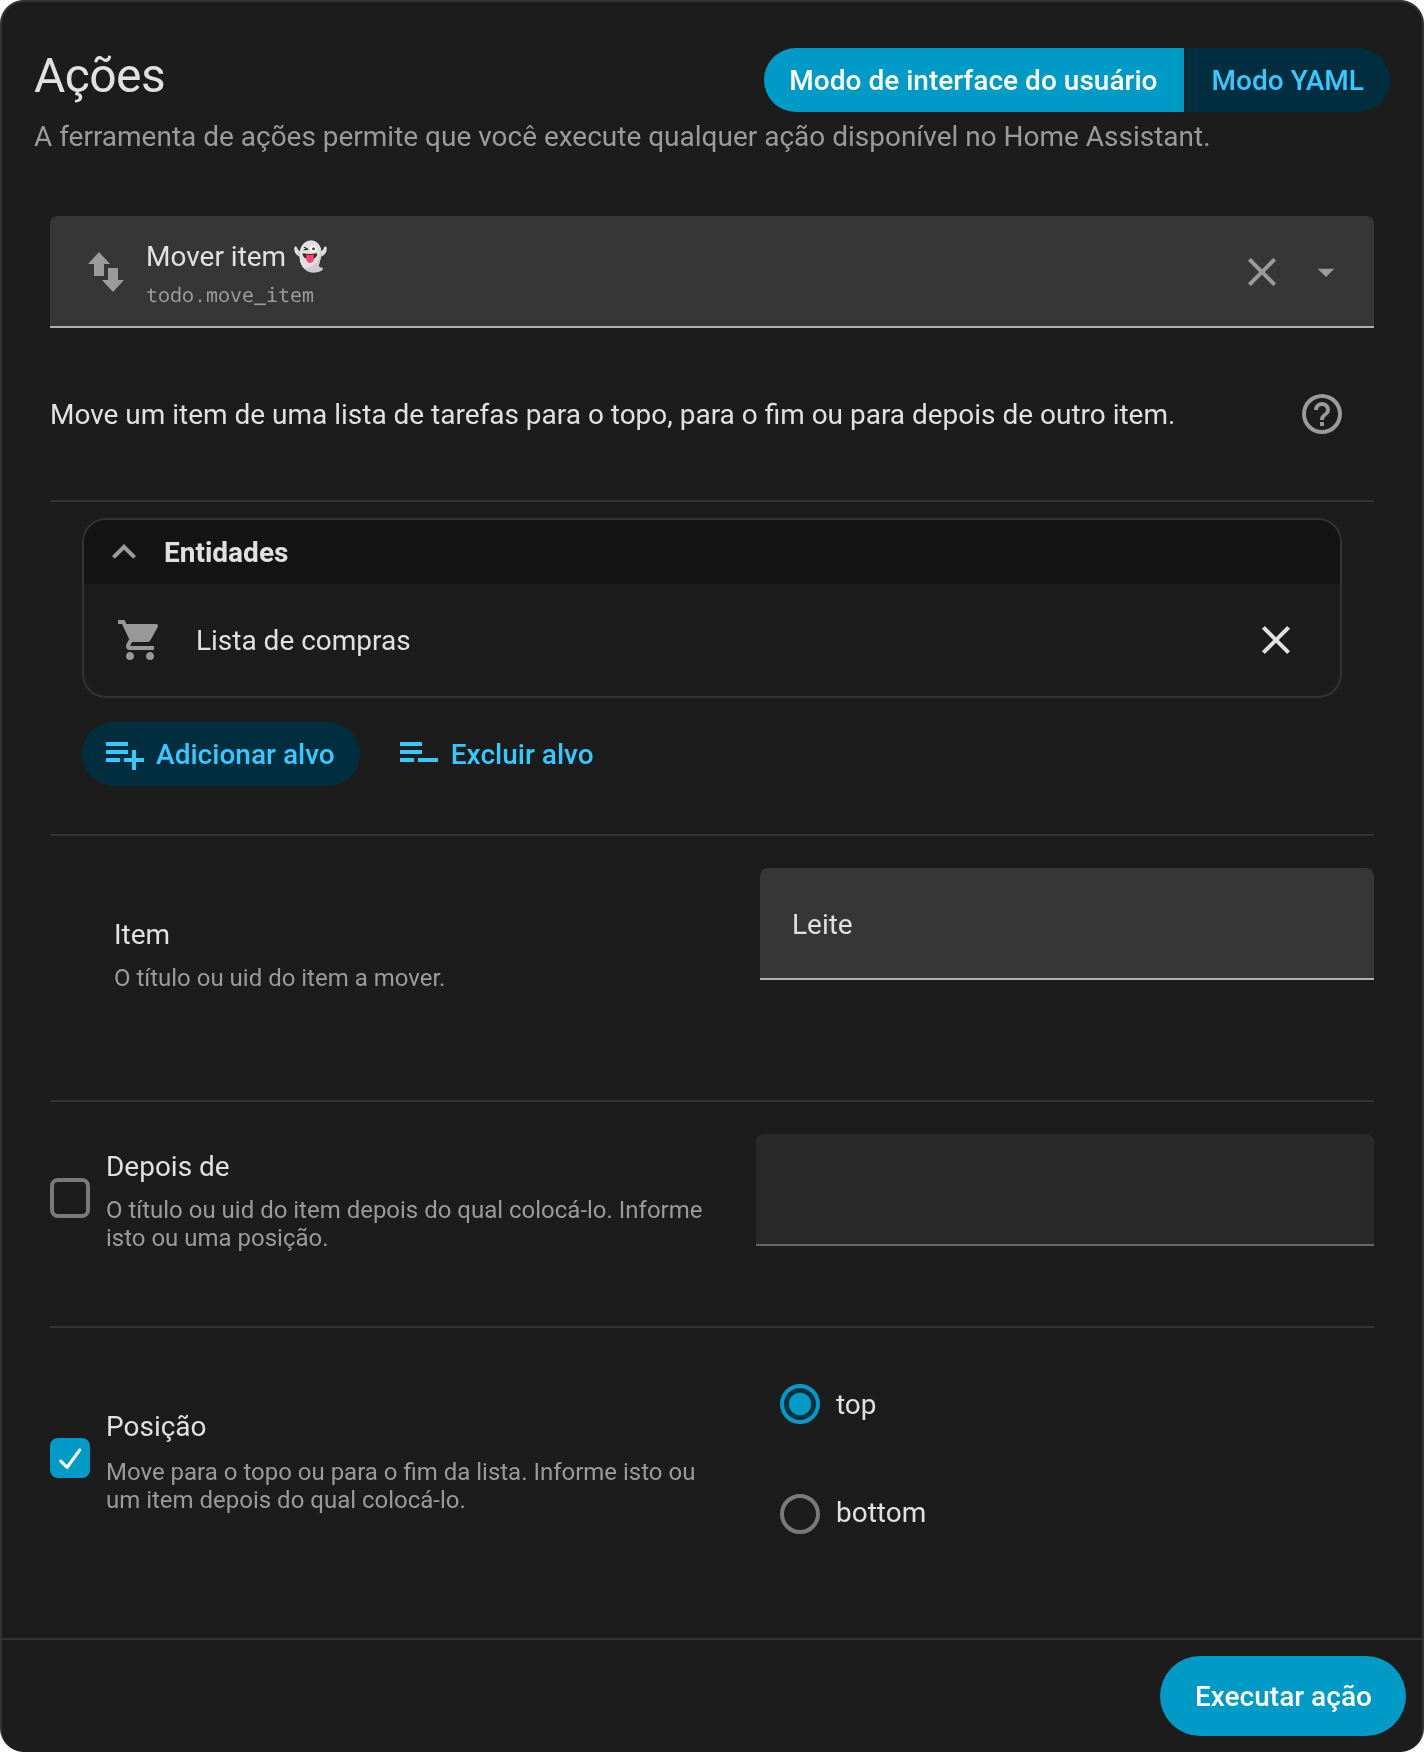 Ações
Modo de interface do usuário
Modo YAML
A ferramenta de ações permite que você execute qualquer ação disponível no Home Assistant.
Mover item 👻
todo.move_item
Move um item de uma lista de tarefas para o topo, para o fim ou para depois de outro item.
Entidades
Lista de compras
Adicionar alvo
Excluir alvo
Item
O título ou uid do item a mover.
Leite
Depois de
O título ou uid do item depois do qual colocá-lo. Informe
isto ou uma posição.
Posição
Move para o topo ou para o fim da lista. Informe isto ou
um item depois do qual colocá-lo.
top
bottom
Executar ação